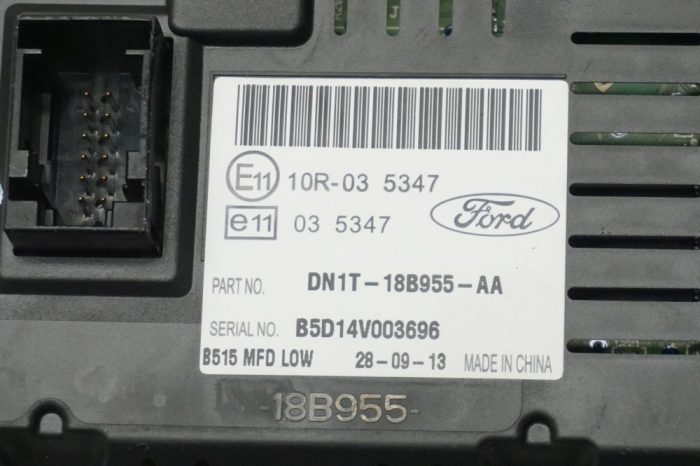 E11 10R-03 5347
e11 03 5347
Ford
PART NO. DN1T-18B955-AA
SERIAL NO. B5D14V003696
B515 MFD LOW 28-09-13 MADE IN CHINA
-18B955-